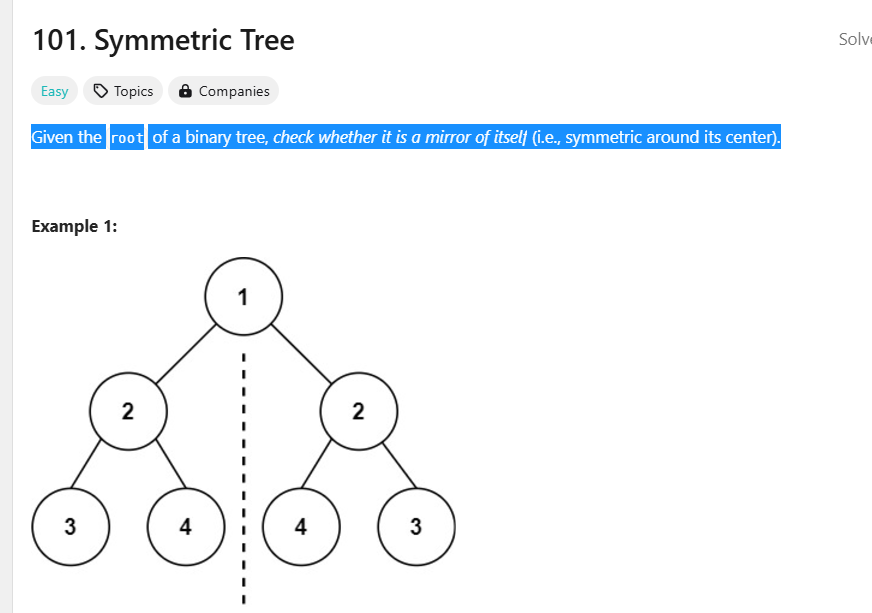 101. Symmetric Tree
Solve
Easy Topics Companies
Given the root of a binary tree, check whether it is a mirror of itself (i.e., symmetric around its center).
Example 1:
1
2 2
3 4 4 3